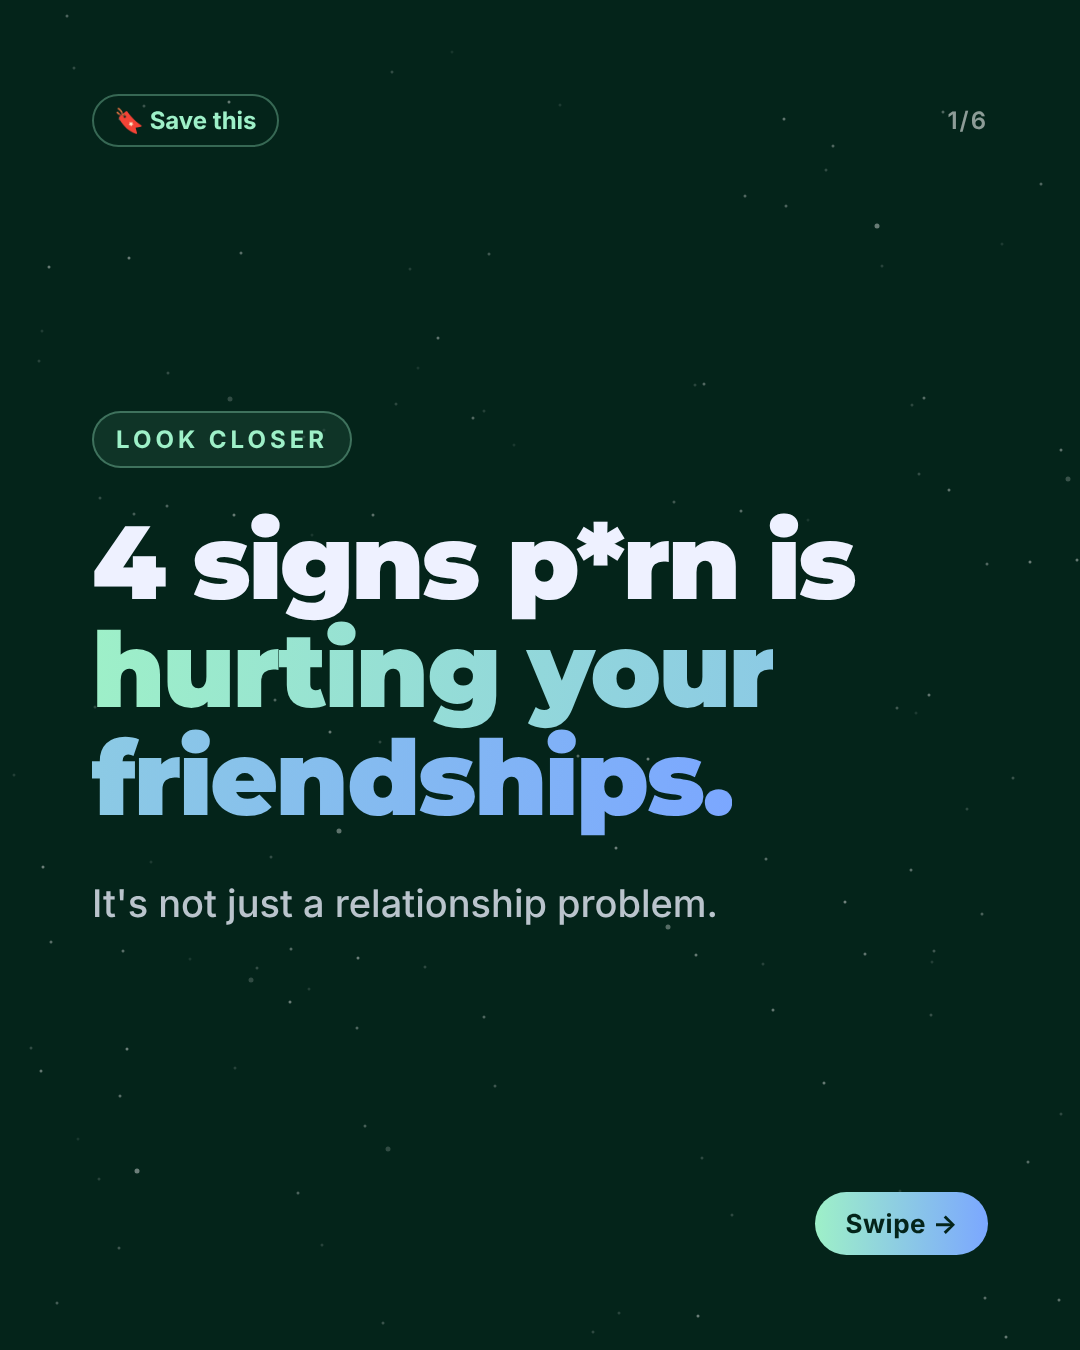 🔖 Save this
1/6
LOOK CLOSER
4 signs p*rn is
hurting your
friendships.
It's not just a relationship problem.
Swipe →